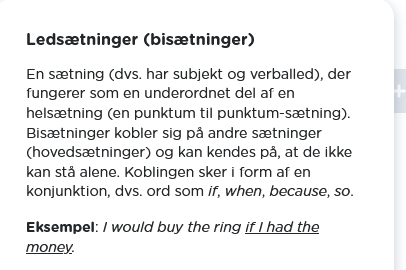 Ledsætninger (bisætninger)
En sætning (dvs. har subjekt og verballed), der
fungerer som en underordnet del af en
helsætning (en punktum til punktum-sætning).
Bisætninger kobler sig på andre sætninger
(hovedsætninger) og kan kendes på, at de ikke
kan stå alene. Koblingen sker i form af en
konjunktion, dvs. ord som if, when, because, so.
Eksempel: I would buy the ring if I had the
money.